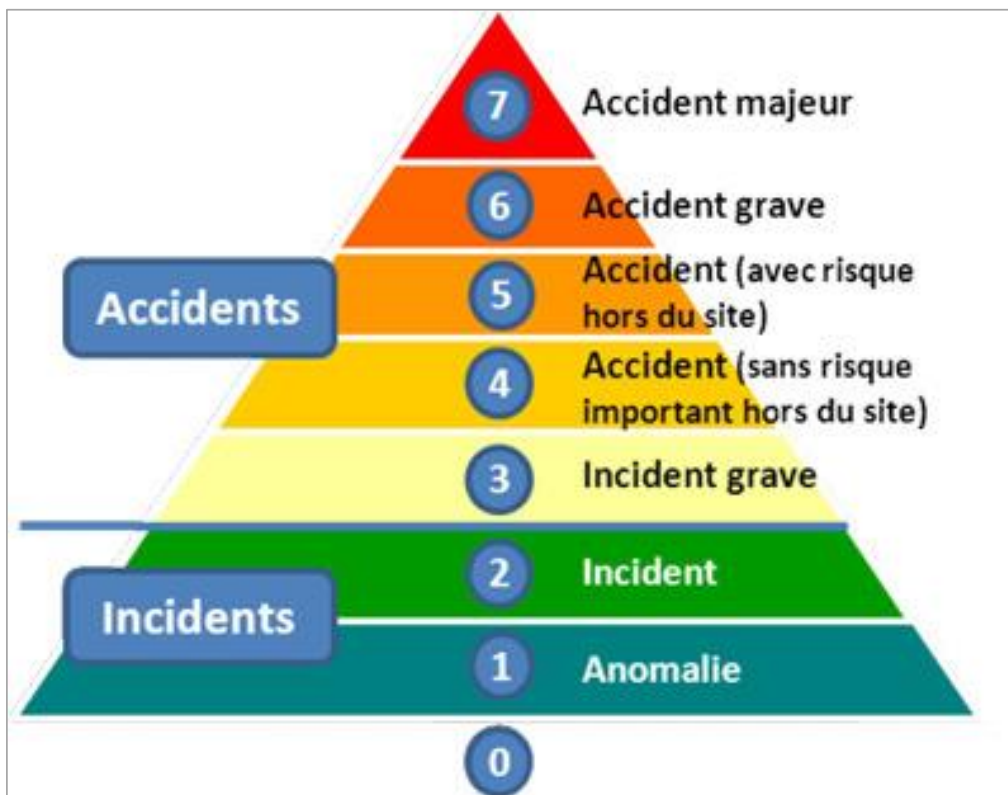 7 Accident majeur
6 Accident grave
Accidents
5 Accident (avec risque
hors du site)
4 Accident (sans risque
important hors du site)
3 Incident grave
2 Incident
Incidents
1 Anomalie
0